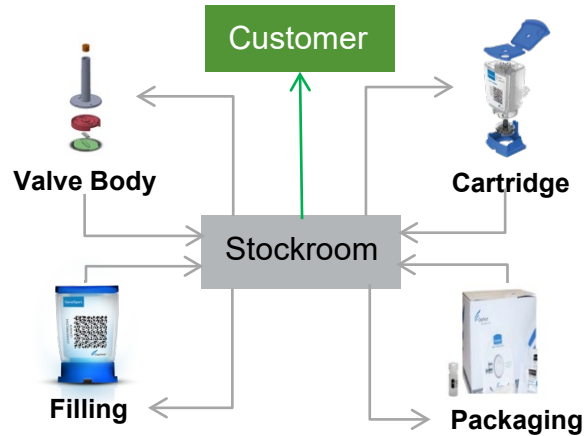 Customer
Valve Body
Cartridge
Stockroom
Filling
Packaging